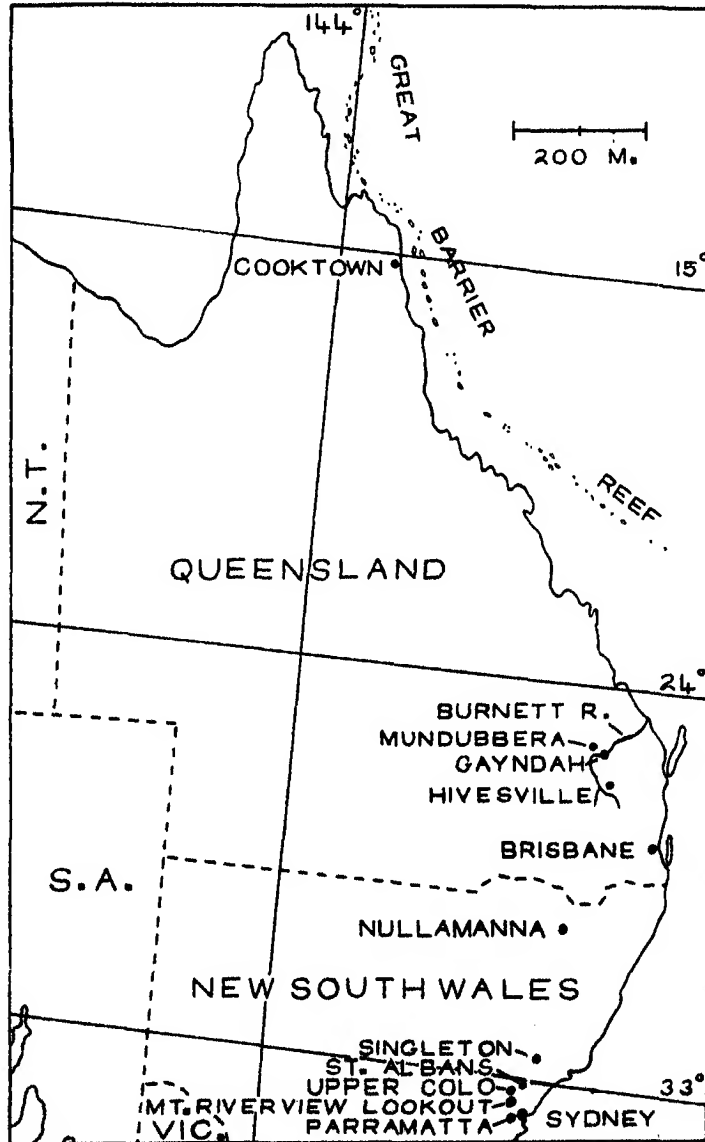 144°
GREAT
200 M.
BARRIER
COOKTOWN
15°
REEF
N.T.
QUEENSLAND
24°
BURNETT R.
MUNDUBBERA
GAYNDAH
HIVESVILLE
BRISBANE
S.A.
NULLAMANNA
NEW SOUTH WALES
SINGLETON
ST. ALBANS
UPPER COLO
33°
MT. RIVERVIEW LOOKOUT
VIC.
PARRAMATTA
SYDNEY